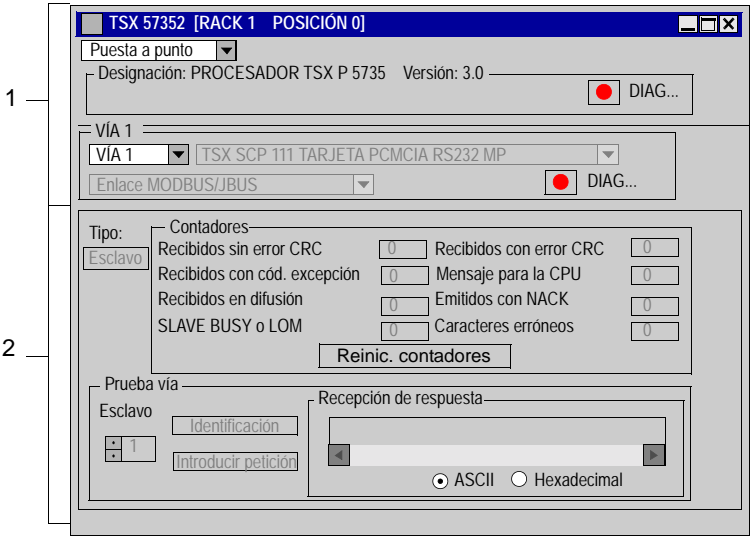 TSX 57352 [RACK 1 POSICIÓN 0]
Puesta a punto
Designación: PROCESADOR TSX P 5735 Versión: 3.0
DIAG...
1
VÍA 1
VÍA 1 TSX SCP 111 TARJETA PCMCIA RS232 MP
Enlace MODBUS/JBUS
DIAG...
2
Tipo:
Esclavo
Contadores
Recibidos sin error CRC 0 Recibidos con error CRC 0
Recibidos con cód. excepción 0 Mensaje para la CPU 0
Recibidos en difusión 0 Emitidos con NACK 0
SLAVE BUSY o LOM 0 Caracteres erróneos 0
Reinic. contadores
Prueba vía
Esclavo
1
Identificación
Introducir petición
Recepción de respuesta
ASCII Hexadecimal